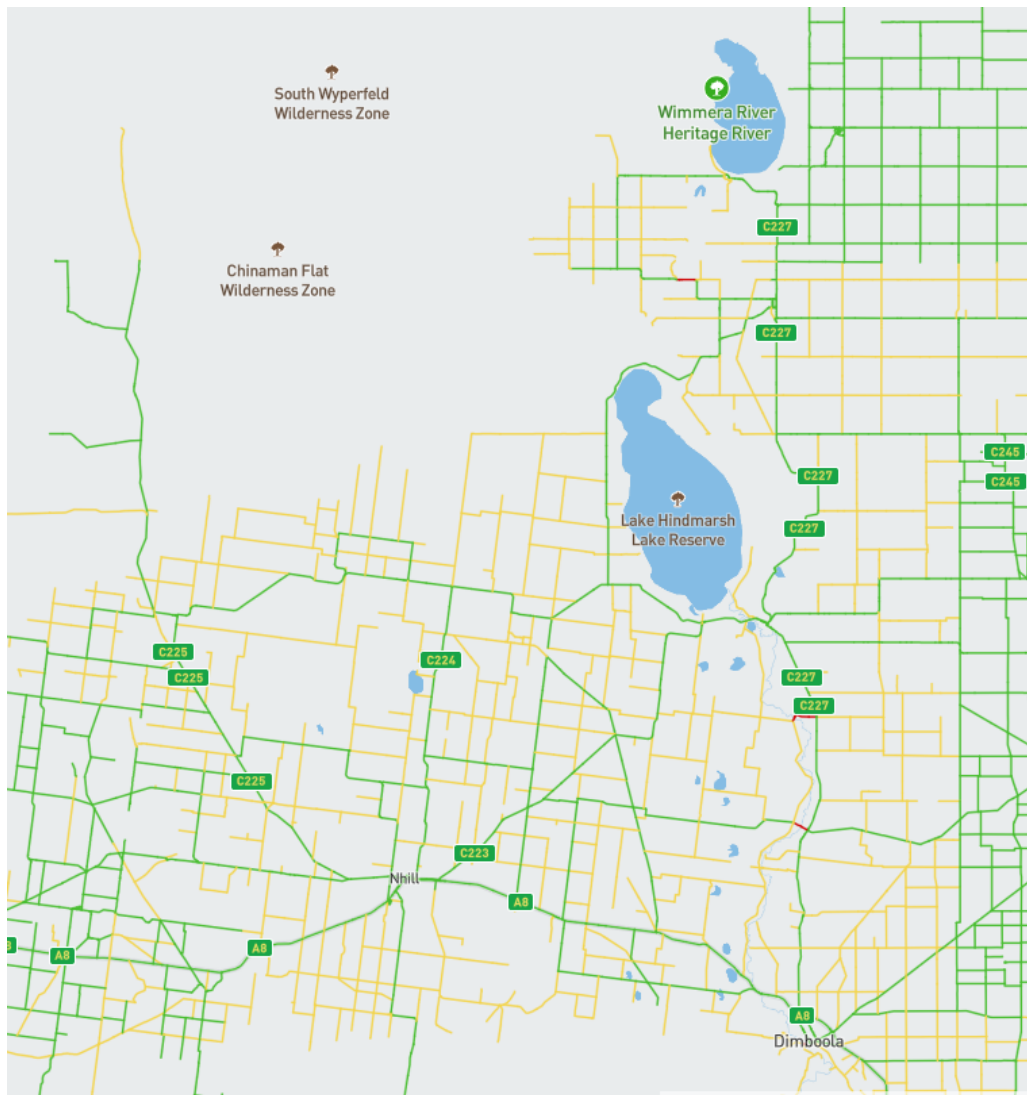 South Wyperfeld
Wilderness Zone
Wimmera River
Heritage River
C227
Chinaman Flat
Wilderness Zone
C227
C245
C227
C245
Lake Hindmarsh
Lake Reserve
C227
C225
C224
C225
C227
C227
C225
C223
Nhill
A8
8
A8
A8
A8
Dimboola